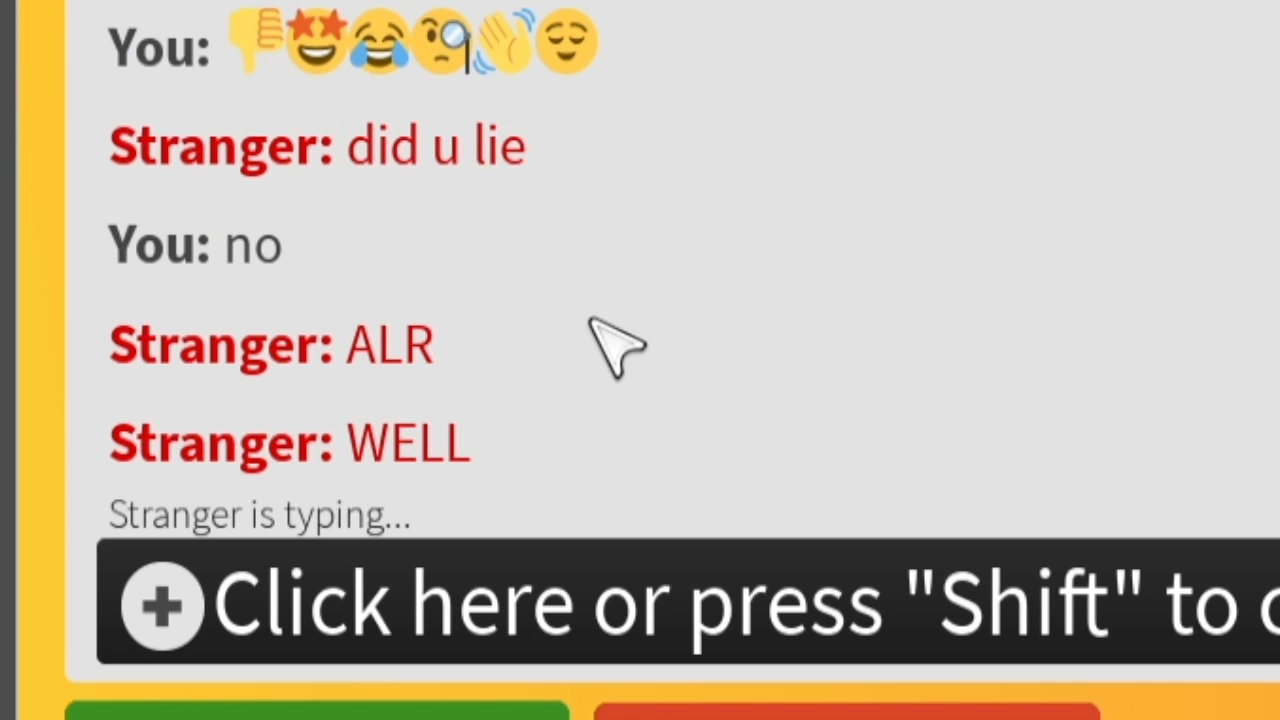 You: 👎🤩😂🧐👋😌
Stranger: did u lie
You: no
Stranger: ALR
Stranger: WELL
Stranger is typing...
Click here or press "Shift" to